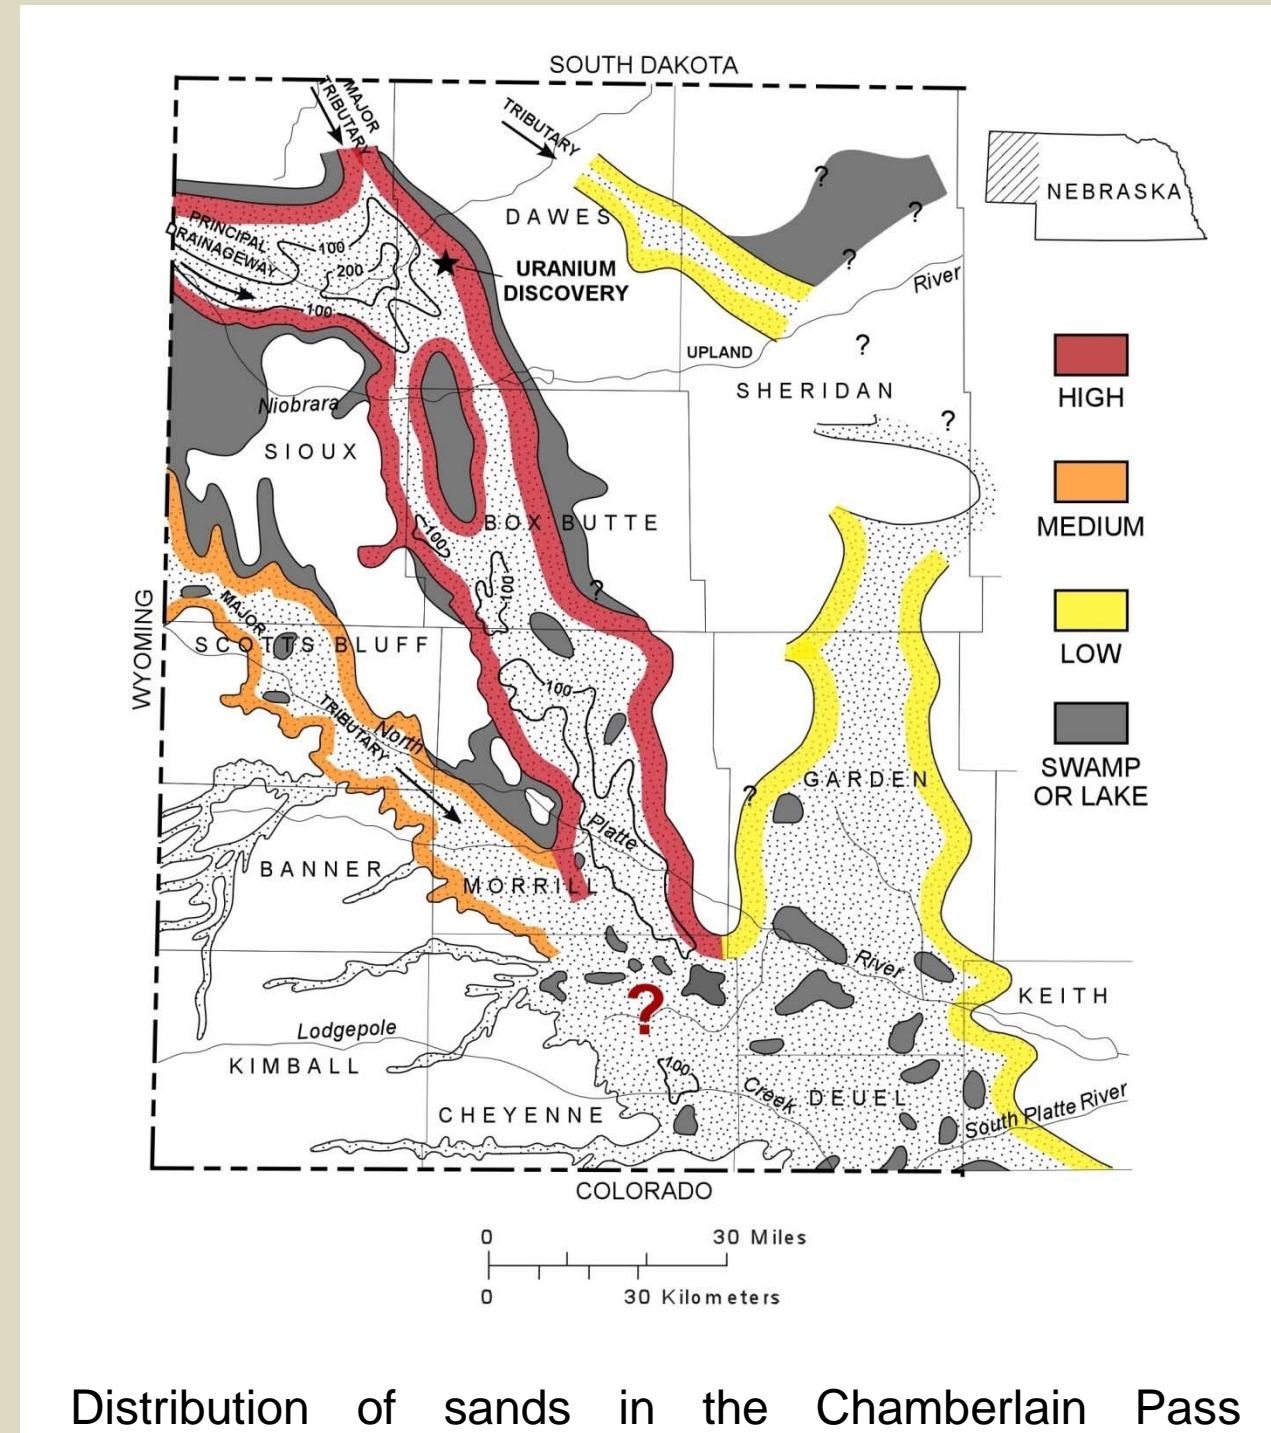 SOUTH DAKOTA
MAJOR
TRIBUTARY
TRIBUTARY
?
NEBRASKA
?
DAWES
PRINCIPAL
DRAINAGEWAY
100
200
?
URANIUM
DISCOVERY
River
100
?
UPLAND
HIGH
SHERIDAN
Niobrara
?
SIOUX
BOX BUTTE
MEDIUM
100
100
?
MAJOR
WYOMING
SCOTTS BLUFF
LOW
100
TRIBUTARY
North
SWAMP
OR LAKE
GARDEN
?
Platte
BANNER
MORRILL
River
KEITH
?
Lodgepole
KIMBALL
100
Creek
DEUEL
CHEYENNE
South Platte River
COLORADO
0 30 Miles
0 30 Kilometers
Distribution of sands in the Chamberlain Pass